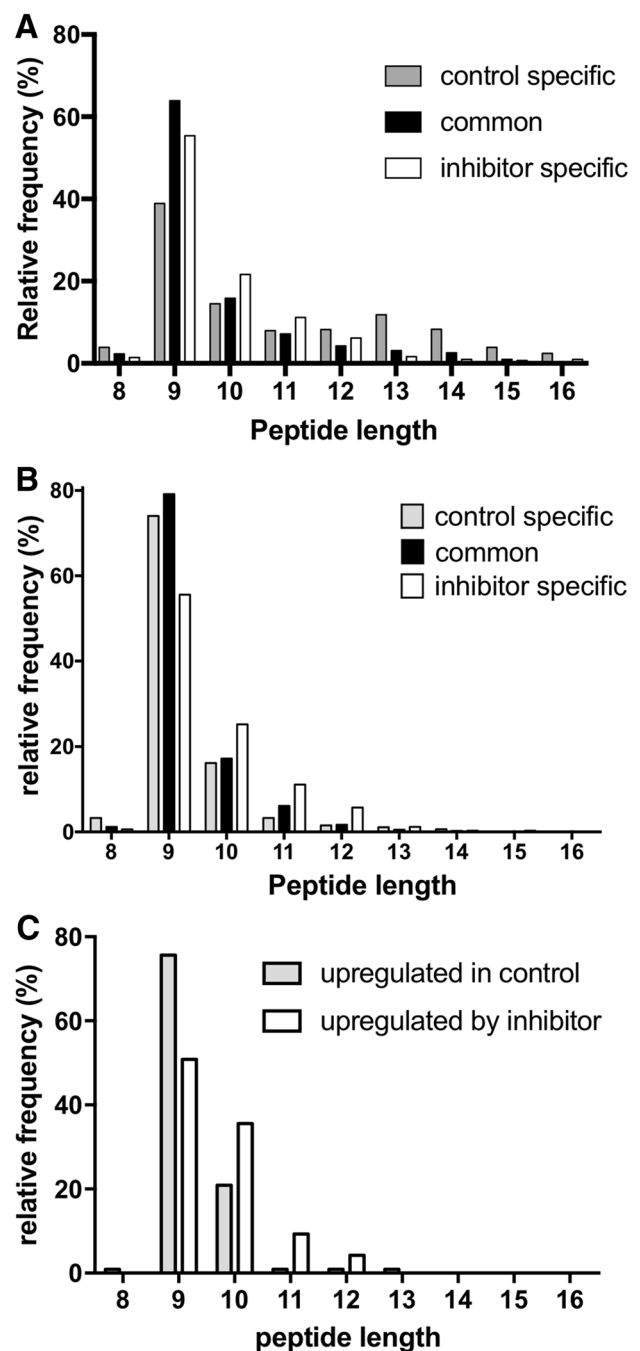 A
80
60
40
20
0
Relative frequency (%)
control specific
common
inhibitor specific
8 9 10 11 12 13 14 15 16
Peptide length
B
80
60
40
20
0
relative frequency (%)
control specific
common
inhibitor specific
8 9 10 11 12 13 14 15 16
Peptide length
C
80
60
40
20
0
relative frequency (%)
upregulated in control
upregulated by inhibitor
8 9 10 11 12 13 14 15 16
peptide length